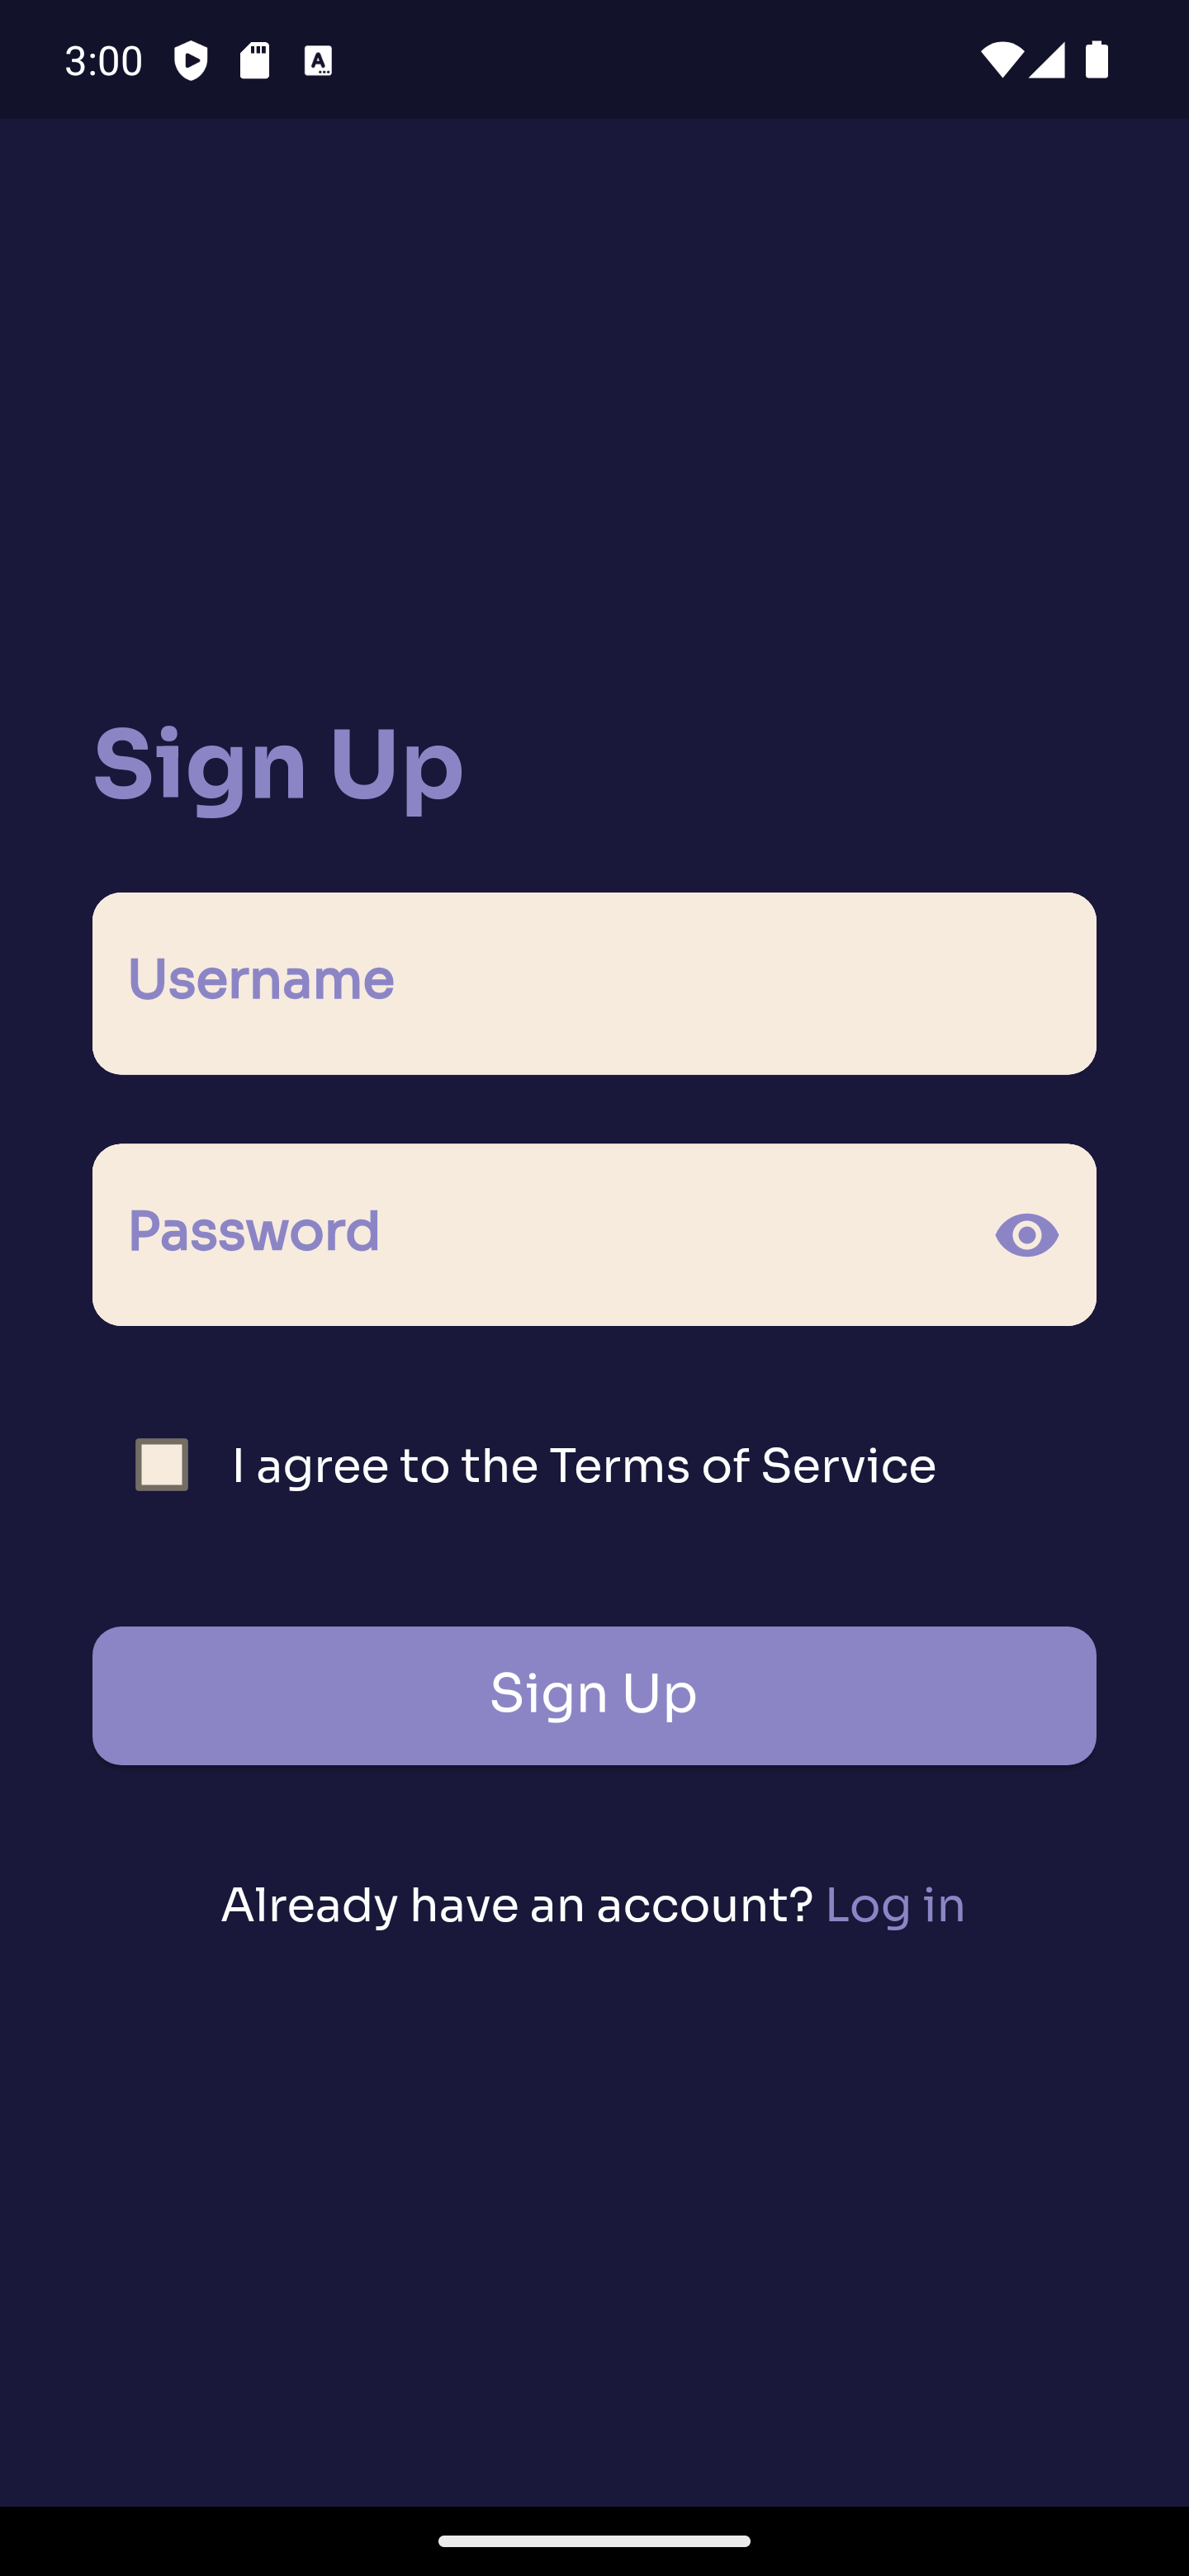 3:00
Sign Up
Username
Password
I agree to the Terms of Service
Sign Up
Already have an account? Log in